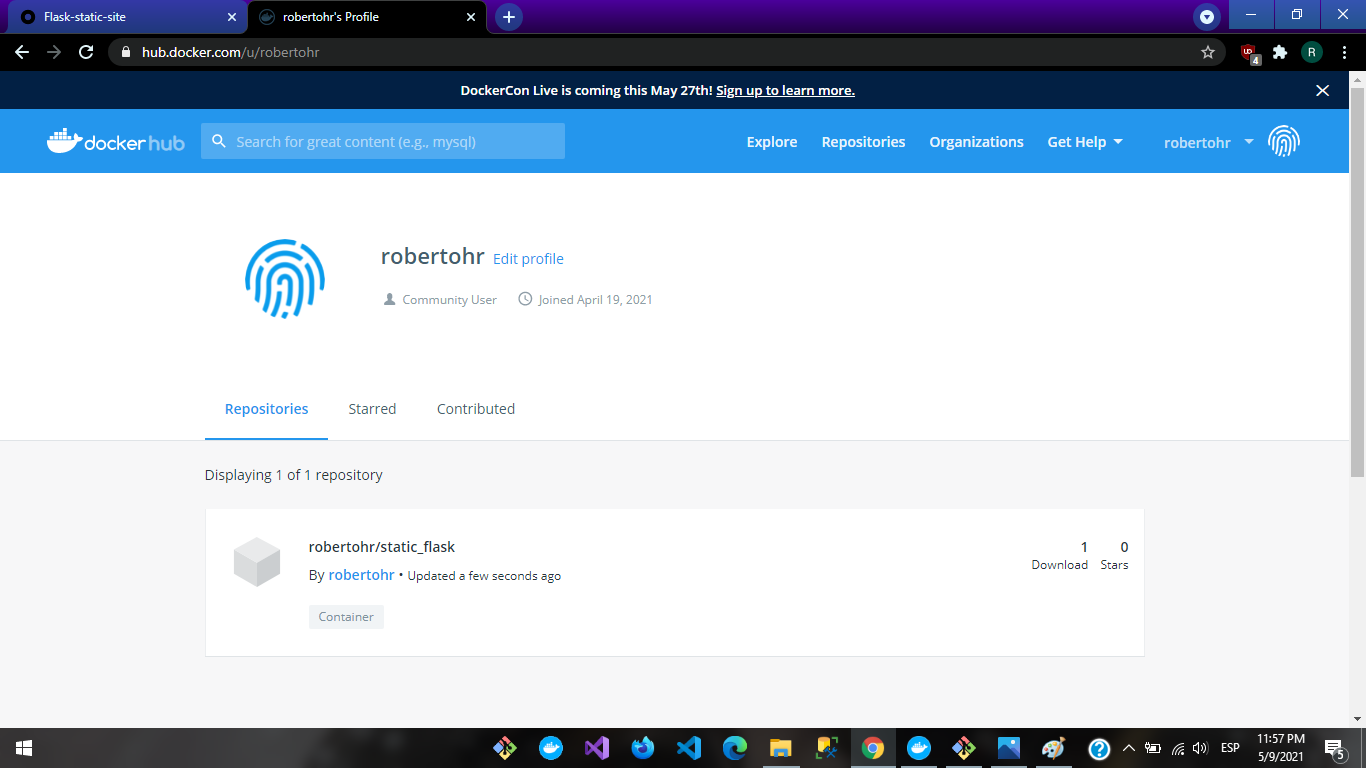 Flask-static-site
robertohr's Profile
hub.docker.com/u/robertohr
4
R
DockerCon Live is coming this May 27th! Sign up to learn more.
docker hub
Search for great content (e.g., mysql)
Explore
Repositories
Organizations
Get Help
robertohr
robertohr Edit profile
Community User
Joined April 19, 2021
Repositories
Starred
Contributed
Displaying 1 of 1 repository
robertohr/static_flask
1
0
Download
Stars
By robertohr • Updated a few seconds ago
Container
ESP
11:57 PM
5/9/2021
5